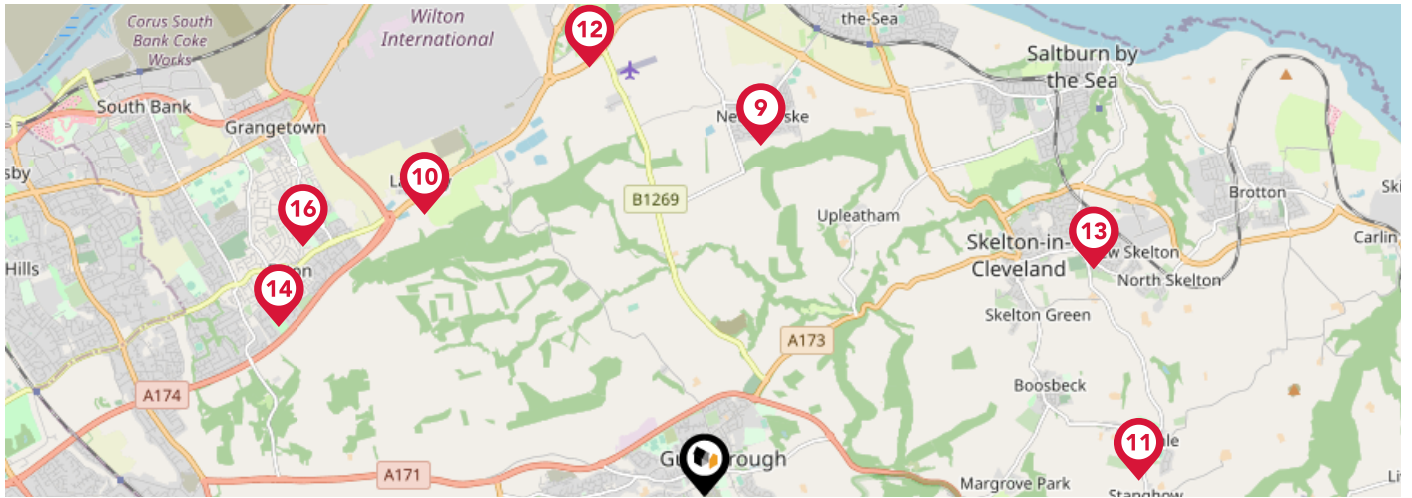 Corus South
Bank Coke
Works
Wilton
International
12
the-Sea
Saltburn by
the Sea
South Bank
Grangetown
9
sby
10
B1269
16
Brotton
Upleatham
Skelton-in-
Cleveland
13
w Skelton
North Skelton
Carlin
Hills
14
Skelton Green
A173
A174
Boosbeck
11
A171
Margrove Park
Stanghow